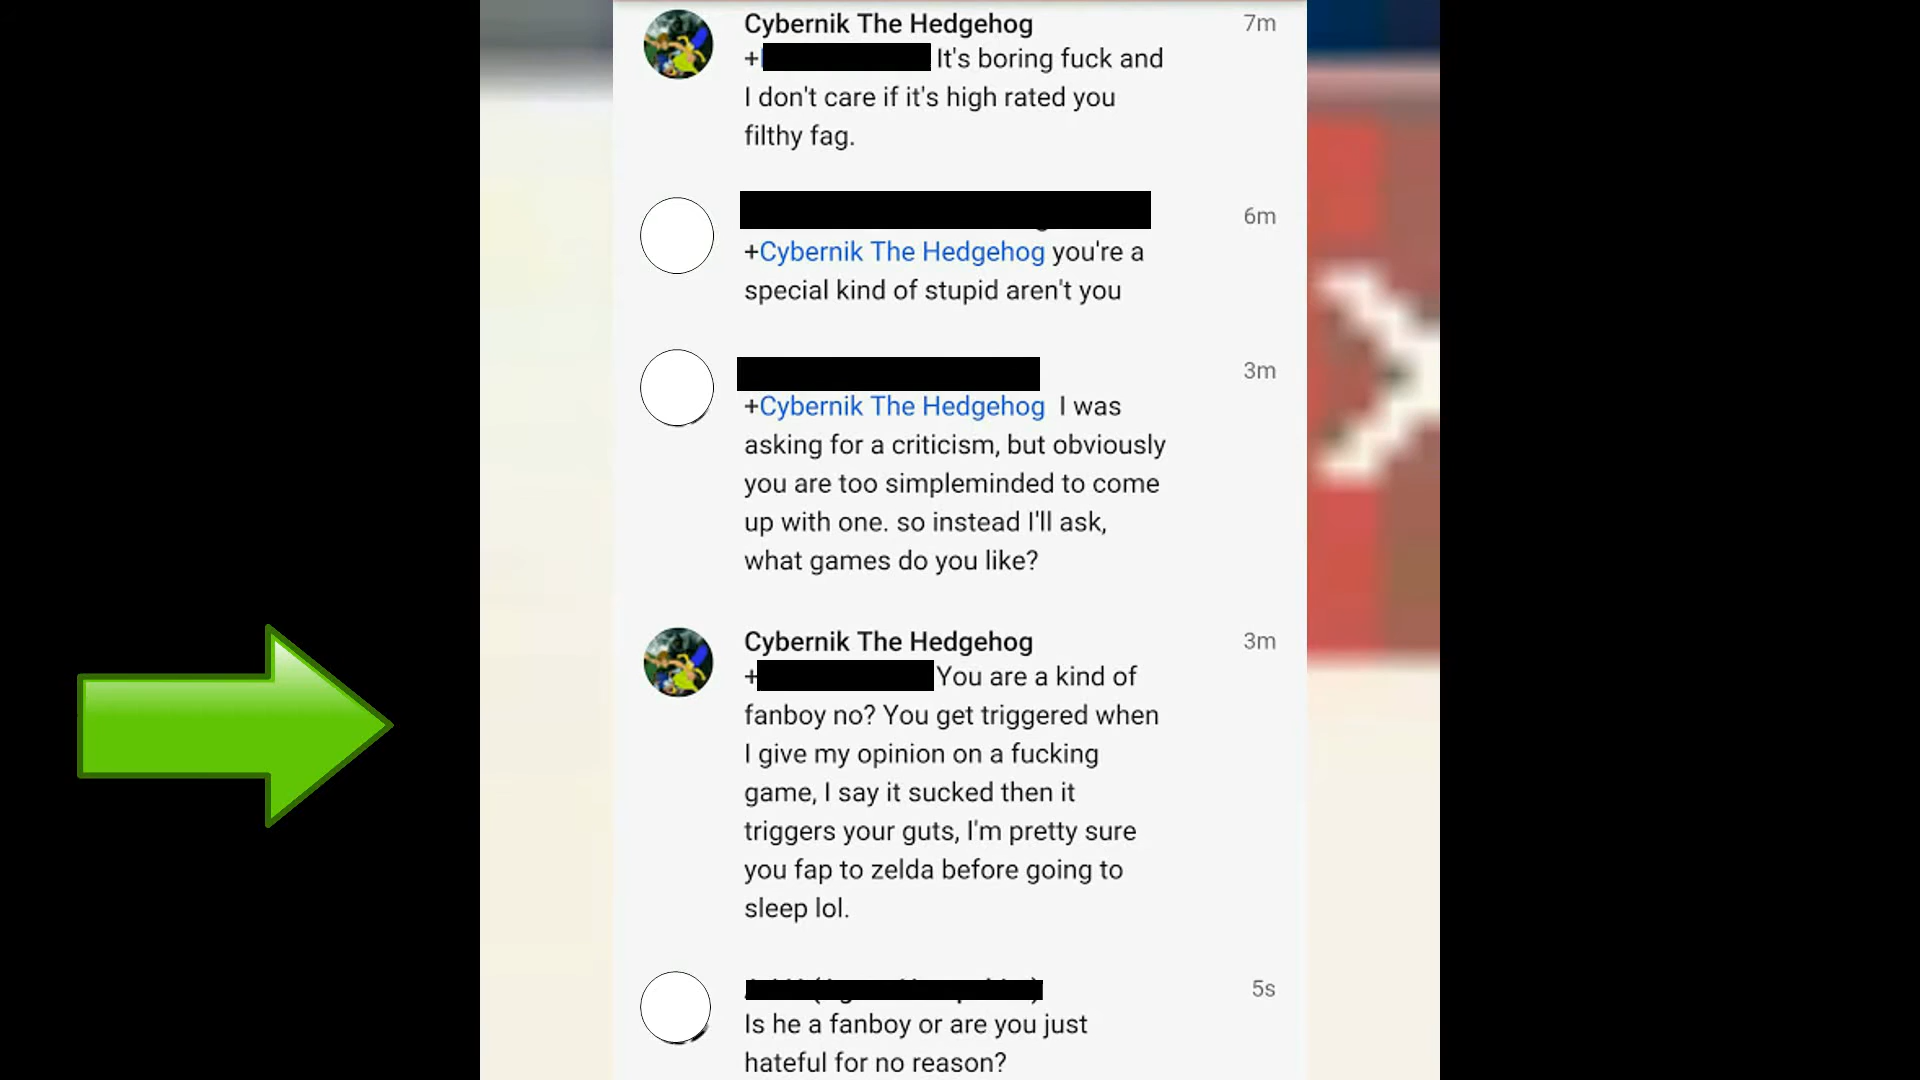 Cybernik The Hedgehog 7m
+ It's boring fuck and
I don't care if it's high rated you
filthy fag.
6m
+Cybernik The Hedgehog you're a
special kind of stupid aren't you
3m
+Cybernik The Hedgehog I was
asking for a criticism, but obviously
you are too simpleminded to come
up with one. so instead I'll ask,
what games do you like?
Cybernik The Hedgehog 3m
+ You are a kind of
fanboy no? You get triggered when
I give my opinion on a fucking
game, I say it sucked then it
triggers your guts, I'm pretty sure
you fap to zelda before going to
sleep lol.
5s
Is he a fanboy or are you just
hateful for no reason?